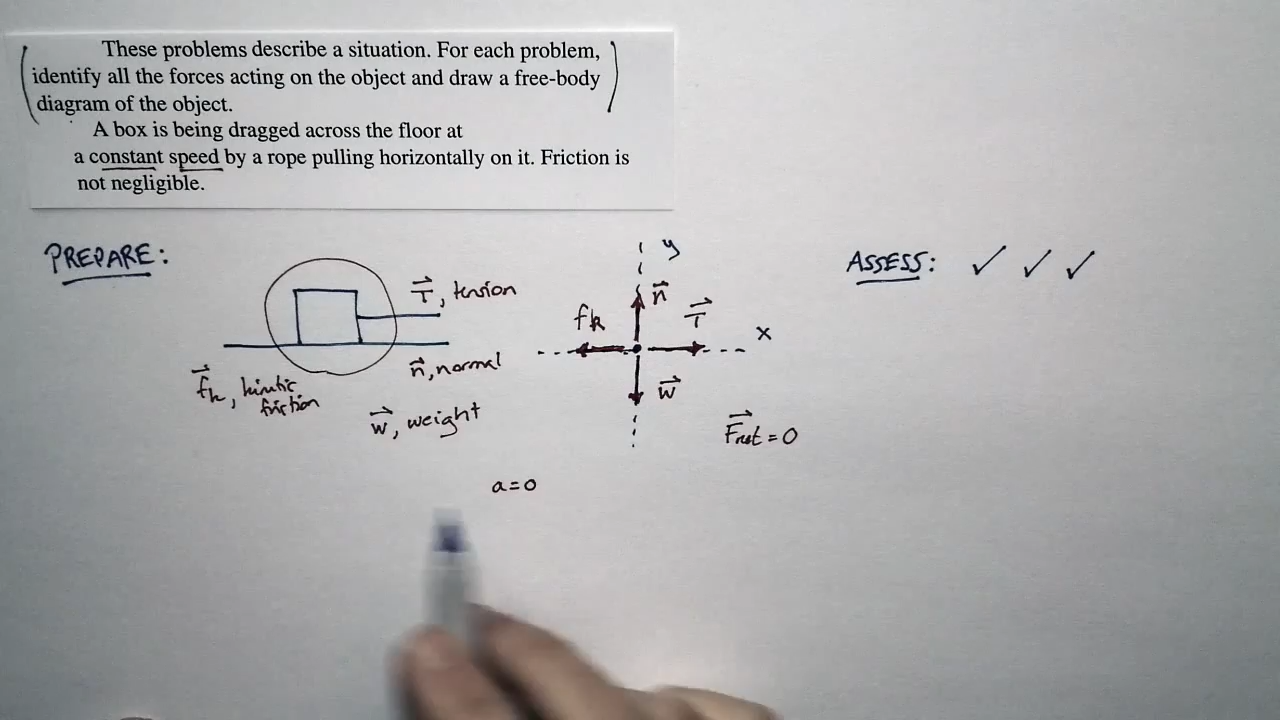 These problems describe a situation. For each problem,
identify all the forces acting on the object and draw a free-body
diagram of the object.
A box is being dragged across the floor at
a constant speed by a rope pulling horizontally on it. Friction is
not negligible.
PREPARE:
ASSESS: ✓ ✓ ✓
T, tension
n, normal
fk, kinetic
friction
w, weight
y
n
fk
T
x
w
Fnet = 0
a=0